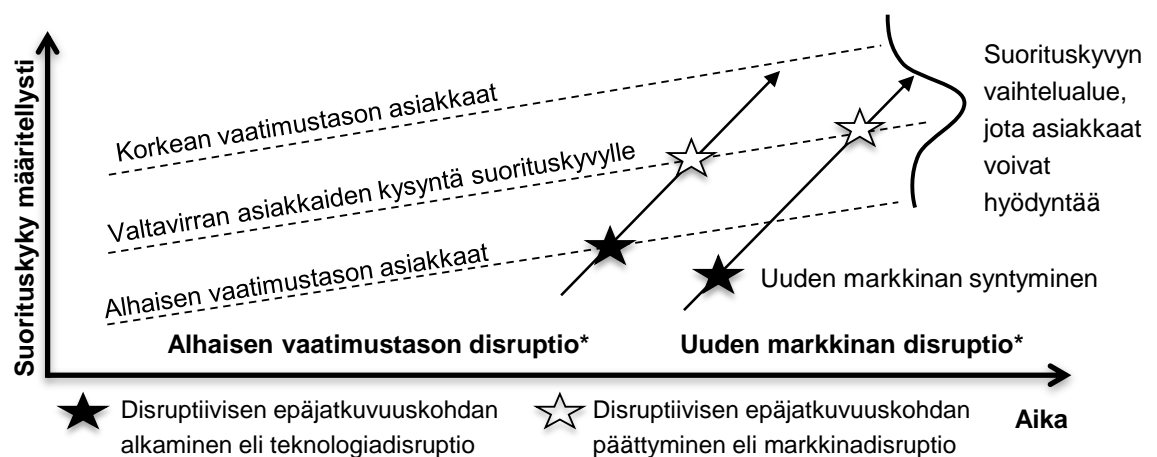 Suorituskyky määritellysti
Korkean vaatimustason asiakkaat
Valtavirran asiakkaiden kysyntä suorituskyvylle
Alhaisen vaatimustason asiakkaat
Suorituskyvyn
vaihtelualue,
jota asiakkaat
voivat
hyödyntää
Uuden markkinan syntyminen
Alhaisen vaatimustason disruptio*
Uuden markkinan disruptio*
Disruptiivisen epäjatkuvuuskohdan
alkaminen eli teknologiadisruptio
Disruptiivisen epäjatkuvuuskohdan
päättyminen eli markkinadisruptio
Aika